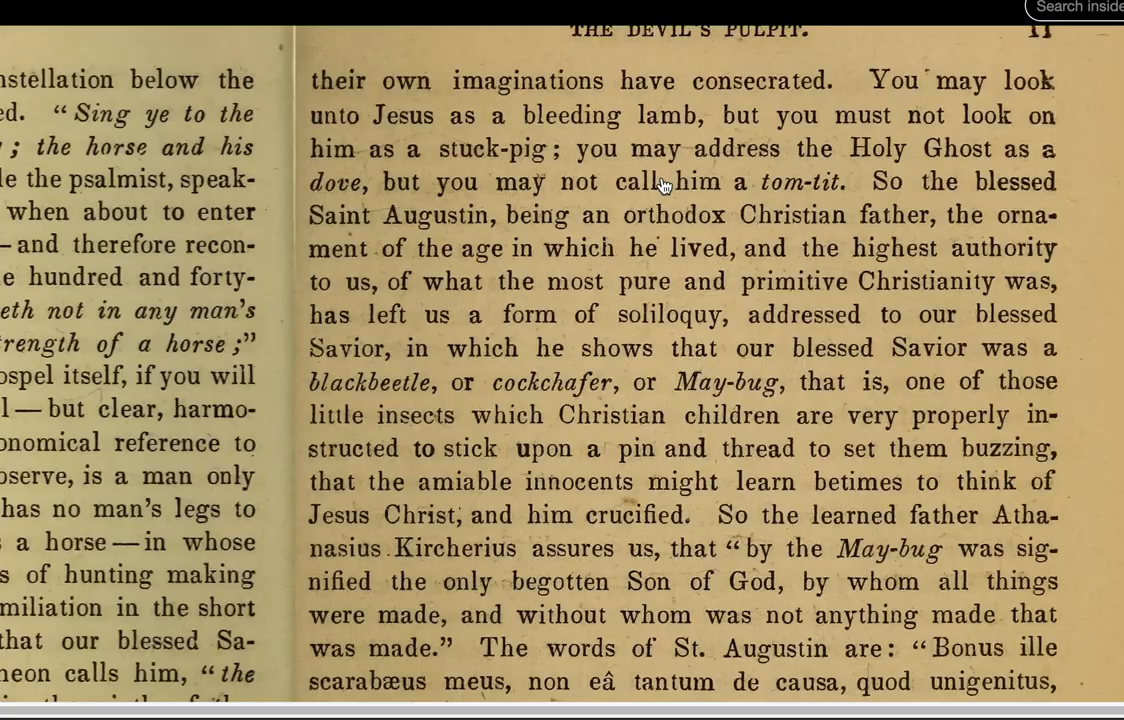 Search inside
THE DEVIL'S PULPIT. 11
nstellation below the
ed. "Sing ye to the
; the horse and his
le the psalmist, speak-
when about to enter
— and therefore recon-
e hundred and forty-
eth not in any man's
rength of a horse;"
ospel itself, if you will
l — but clear, harmo-
onomical reference to
bserve, is a man only
has no man's legs to
s a horse — in whose
s of hunting making
miliation in the short
that our blessed Sa-
neon calls him, "the
their own imaginations have consecrated. You may look
unto Jesus as a bleeding lamb, but you must not look on
him as a stuck-pig; you may address the Holy Ghost as a
dove, but you may not call him a tom-tit. So the blessed
Saint Augustin, being an orthodox Christian father, the orna-
ment of the age in which he lived, and the highest authority
to us, of what the most pure and primitive Christianity was,
has left us a form of soliloquy, addressed to our blessed
Savior, in which he shows that our blessed Savior was a
blackbeetle, or cockchafer, or May-bug, that is, one of those
little insects which Christian children are very properly in-
structed to stick upon a pin and thread to set them buzzing,
that the amiable innocents might learn betimes to think of
Jesus Christ, and him crucified. So the learned father Atha-
nasius Kircherius assures us, that "by the May-bug was sig-
nified the only begotten Son of God, by whom all things
were made, and without whom was not anything made that
was made." The words of St. Augustin are: "Bonus ille
scarabæus meus, non eâ tantum de causa, quod unigenitus,